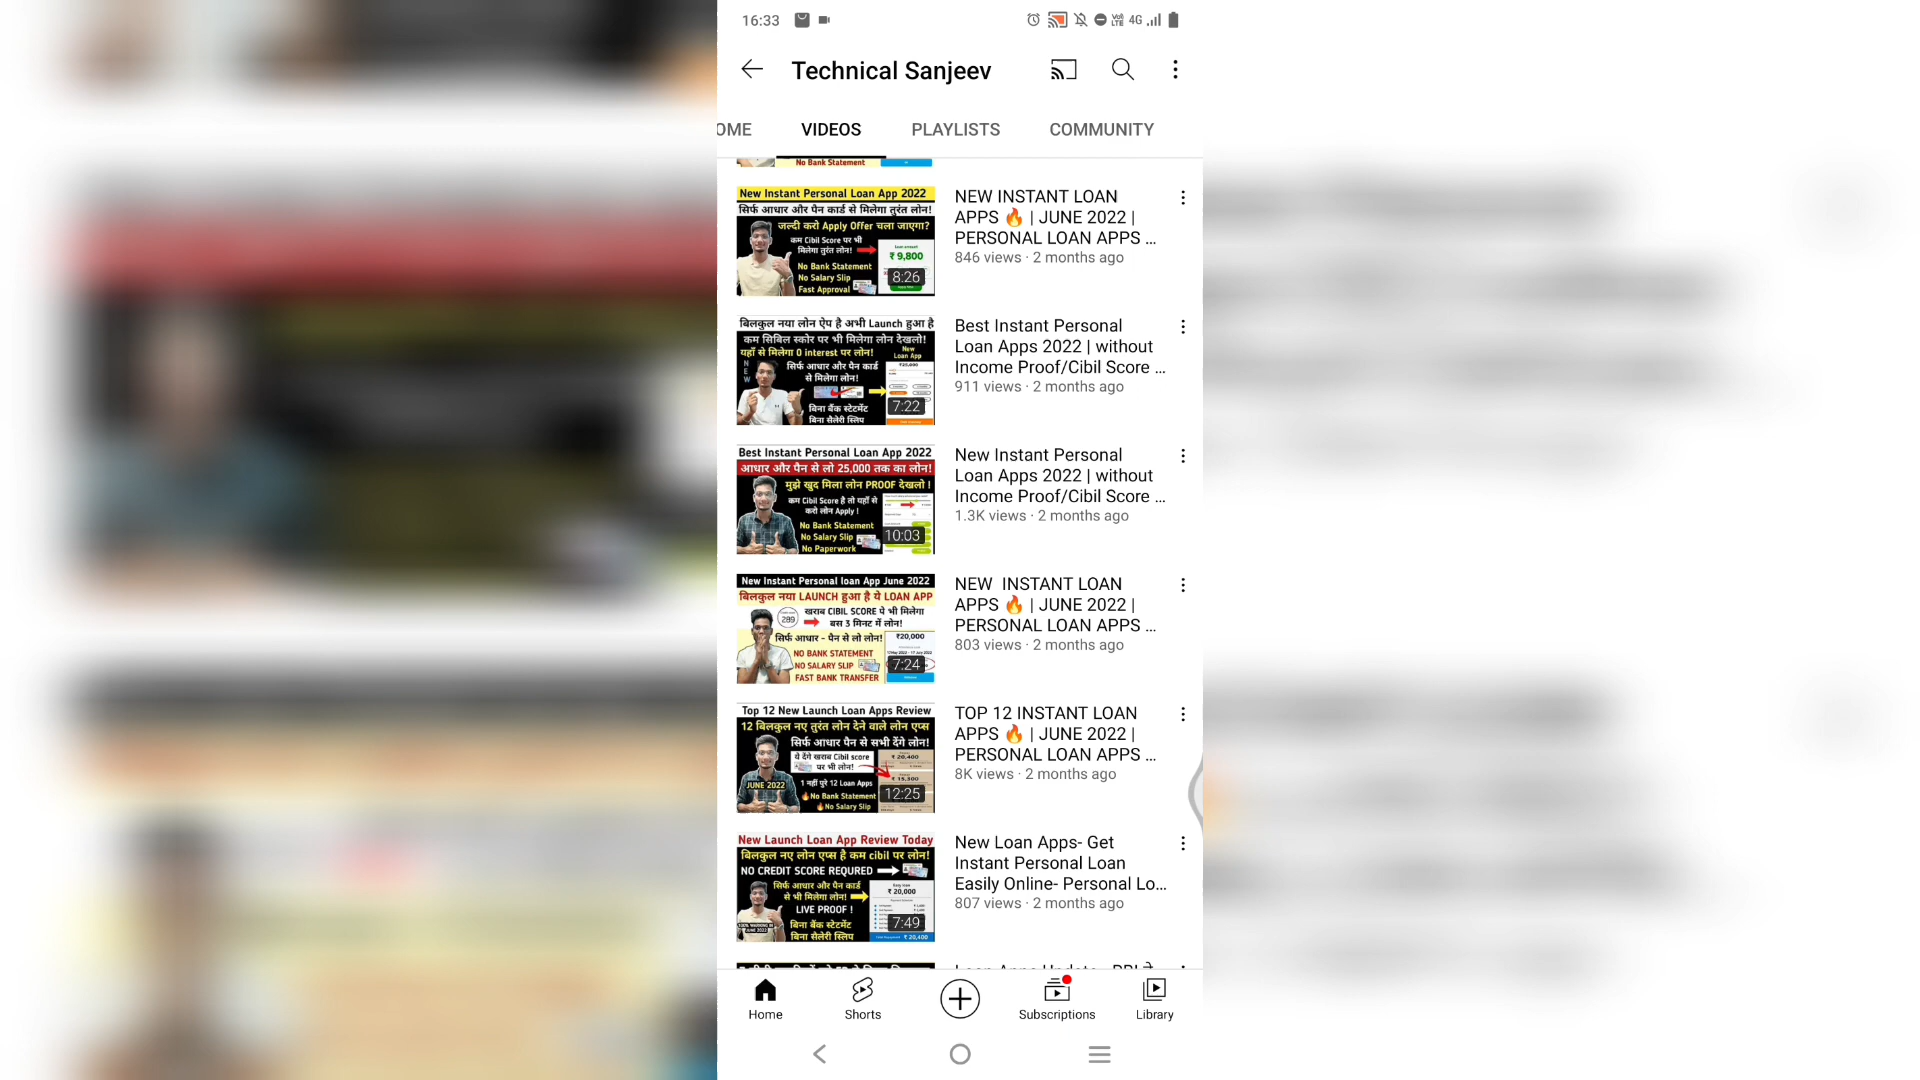 16:33
4G
Technical Sanjeev
OME VIDEOS PLAYLISTS COMMUNITY
No Bank Statement
New Instant Personal Loan App 2022
सिर्फ आधार और पैन कार्ड से मिलेगा तुरंत लोन!
जल्दी करो Apply Offer चला जाएगा?
कम Cibil Score पर भी
मिलेगा तुरंत लोन!
₹ 9,800
No Bank Statement
No Salary Slip
Fast Approval
8:26
NEW INSTANT LOAN
APPS 🔥 | JUNE 2022 |
PERSONAL LOAN APPS ...
846 views · 2 months ago
बिलकुल नया लोन ऐप है अभी Launch हुआ है
कम सिबिल स्कोर पर भी मिलेगा लोन देखलो!
यहाँ से मिलेगा 0 interest पर लोन!
New
Loan App
NEW
सिर्फ आधार और पैन कार्ड
से मिलेगा लोन!
₹25,000
बिना बैंक स्टेटमेंट
बिना सैलेरी स्लिप
7:22
Best Instant Personal
Loan Apps 2022 | without
Income Proof/Cibil Score ...
911 views · 2 months ago
Best Instant Personal Loan App 2022
आधार और पैन से लो 25,000 तक का लोन!
मुझे खुद मिला लोन PROOF देखलो !
कम Cibil Score है तो यहाँ से
करो लोन Apply !
No Bank Statement
No Salary Slip
No Paperwork
10:03
New Instant Personal
Loan Apps 2022 | without
Income Proof/Cibil Score ...
1.3K views · 2 months ago
New Instant Personal loan App June 2022
बिलकुल नया LAUNCH हुआ है ये LOAN APP
289
खराब CIBIL SCORE पे भी मिलेगा
बस 3 मिनट में लोन!
सिर्फ आधार - पैन से लो लोन!
₹20,000
NO BANK STATEMENT
NO SALARY SLIP
FAST BANK TRANSFER
7:24
NEW INSTANT LOAN
APPS 🔥 | JUNE 2022 |
PERSONAL LOAN APPS ...
803 views · 2 months ago
Top 12 New Launch Loan Apps Review
12 बिलकुल नए तुरंत लोन देने वाले लोन एप्स
सिर्फ आधार पैन से सभी देंगे लोन!
ये देंगे खराब Cibil score
पर भी लोन!
₹ 20,400
₹ 15,300
JUNE 2022
1 नहीं पुरे 12 Loan Apps
🔥No Bank Statement
🔥No Salary Slip
12:25
TOP 12 INSTANT LOAN
APPS 🔥 | JUNE 2022 |
PERSONAL LOAN APPS ...
8K views · 2 months ago
New Launch Loan App Review Today
बिलकुल नए लोन एप्स है कम cibil पर लोन!
NO CREDIT SCORE REQURED
सिर्फ आधार और पैन कार्ड
से भी मिलेगा लोन!
₹ 20,000
LIVE PROOF !
बिना बैंक स्टेटमेंट
बिना सैलेरी स्लिप
₹ 20,400
7:49
New Loan Apps- Get
Instant Personal Loan
Easily Online- Personal Lo...
807 views · 2 months ago
Home Shorts Subscriptions Library